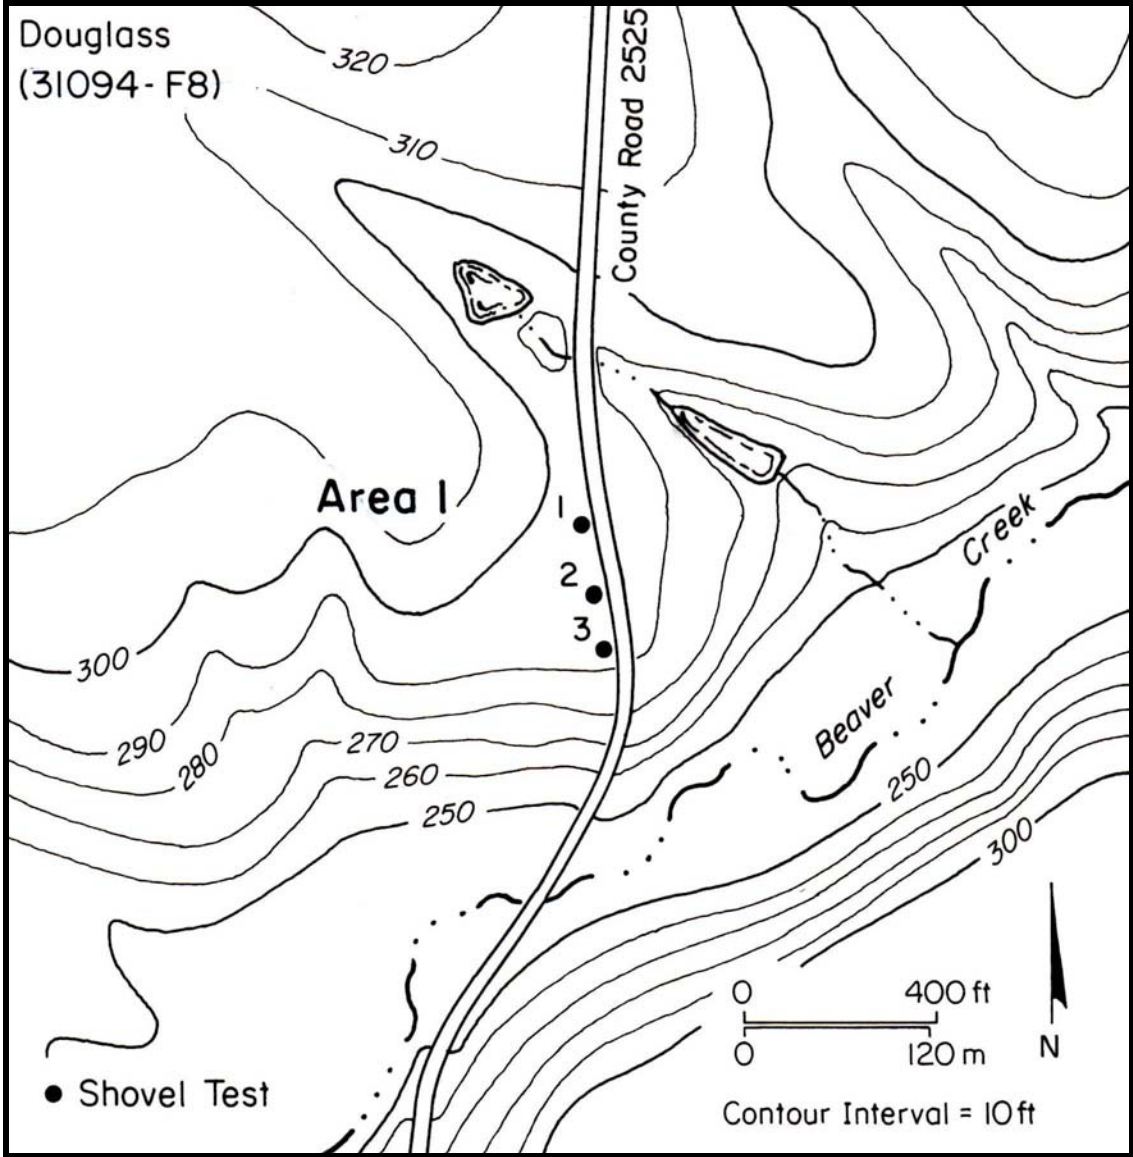 Douglass
(31094-F8)
320
310
County Road 2525
Area 1
1
2
3
Creek
Beaver
300
290
280
270
260
250
250
300
0 400 ft
0 120 m
N
● Shovel Test
Contour Interval = 10 ft